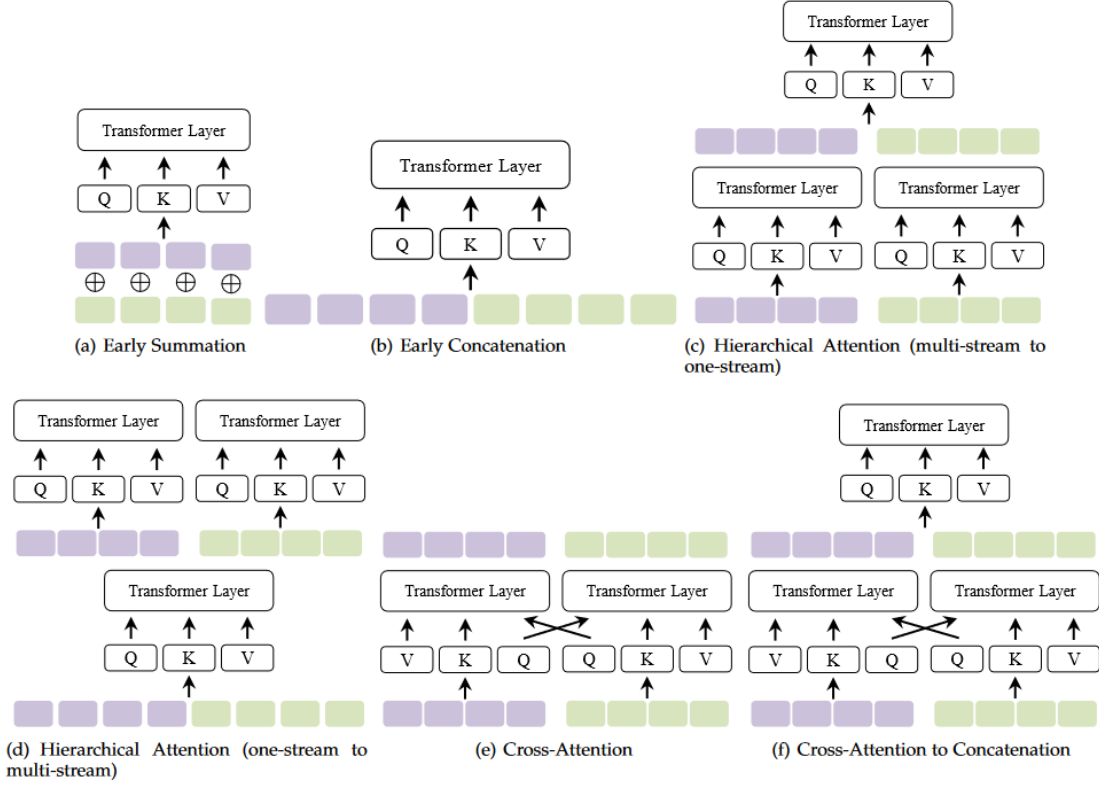 Transformer Layer
Q K V
(a) Early Summation
Transformer Layer
Q K V
(b) Early Concatenation
Transformer Layer
Q K V
Transformer Layer Transformer Layer
Q K V Q K V
(c) Hierarchical Attention (multi-stream to
one-stream)
Transformer Layer Transformer Layer
Q K V Q K V
Transformer Layer
Q K V
(d) Hierarchical Attention (one-stream to
multi-stream)
Transformer Layer Transformer Layer
V K Q Q K V
(e) Cross-Attention
Transformer Layer
Q K V
Transformer Layer Transformer Layer
V K Q Q K V
(f) Cross-Attention to Concatenation